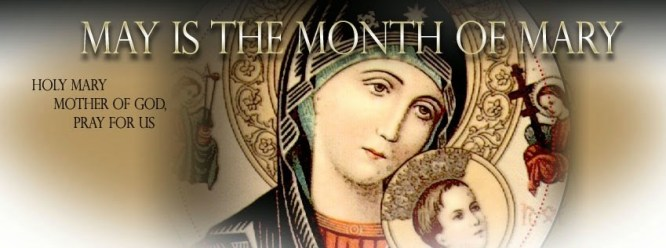 MAY IS THE MONTH OF MARY
HOLY MARY
MOTHER OF GOD,
PRAY FOR US